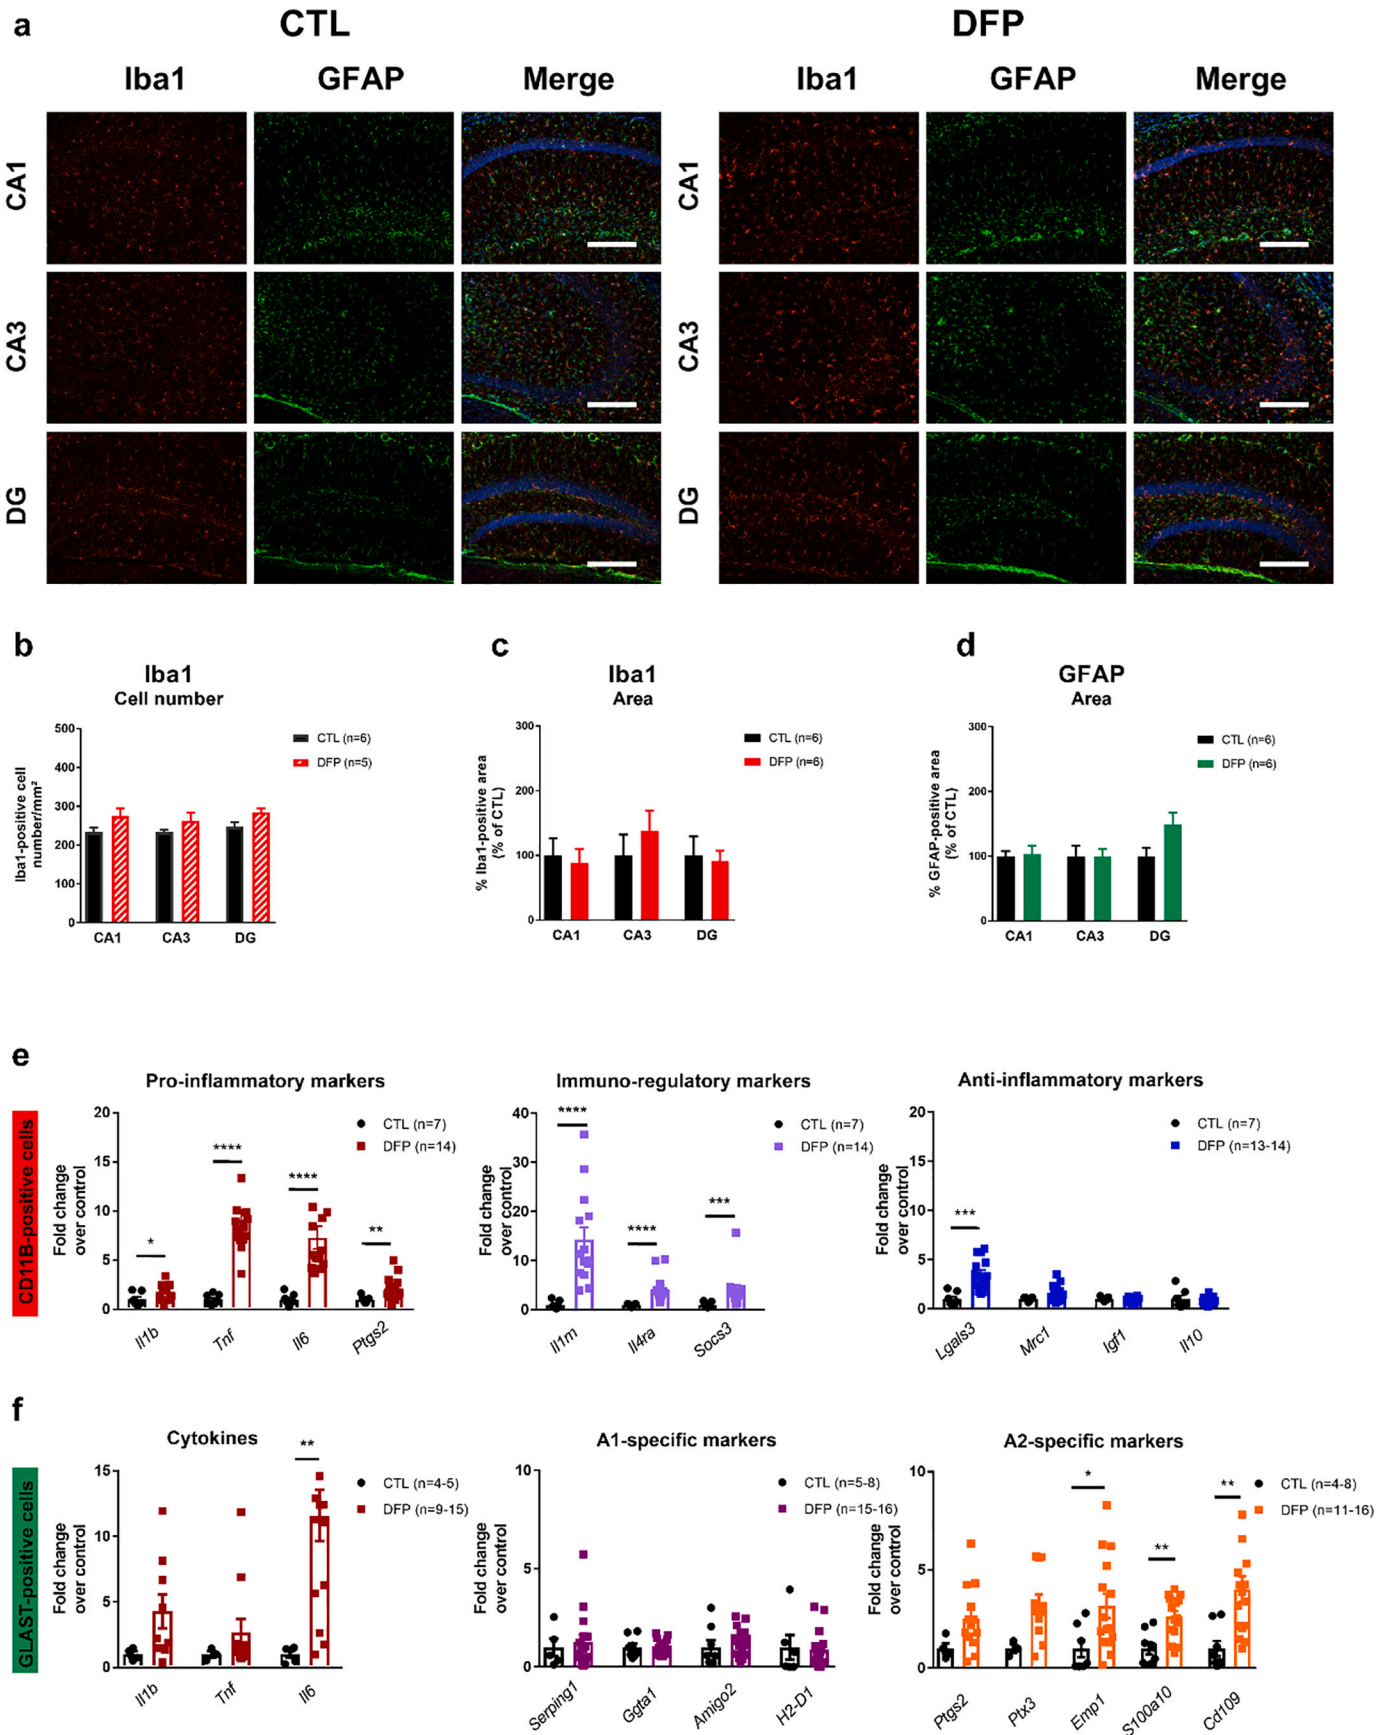 a
CTL
DFP
Iba1 GFAP Merge Iba1 GFAP Merge
CA1
CA1
CA3
CA3
DG
DG
b
Iba1
Cell number
Iba1-positive cell
number/mm²
500
400
300
200
100
0
CA1 CA3 DG
CTL (n=6)
DFP (n=5)
c
Iba1
Area
% Iba1-positive area
(% of CTL)
300
200
100
0
CA1 CA3 DG
CTL (n=6)
DFP (n=6)
d
GFAP
Area
% GFAP-positive area
(% of CTL)
300
200
100
0
CA1 CA3 DG
CTL (n=6)
DFP (n=6)
e
CD11B-positive cells
Pro-inflammatory markers
Fold change
over control
20
15
10
5
0
* **** **** **
Il1b Tnf Il6 Ptgs2
CTL (n=7)
DFP (n=14)
Immuno-regulatory markers
Fold change
over control
40
30
20
10
0
**** **** ***
Il1rn Il4ra Socs3
CTL (n=7)
DFP (n=14)
Anti-inflammatory markers
Fold change
over control
20
15
10
5
0
***
Lgals3 Mrc1 Igf1 Il10
CTL (n=7)
DFP (n=13-14)
f
GLAST-positive cells
Cytokines
Fold change
over control
15
10
5
0
**
Il1b Tnf Il6
CTL (n=4-5)
DFP (n=9-15)
A1-specific markers
Fold change
over control
10
5
0
Serping1 Ggta1 Amigo2 H2-D1
CTL (n=5-8)
DFP (n=15-16)
A2-specific markers
Fold change
over control
10
5
0
* ** **
Ptgs2 Ptx3 Emp1 S100a10 Cd109
CTL (n=4-8)
DFP (n=11-16)